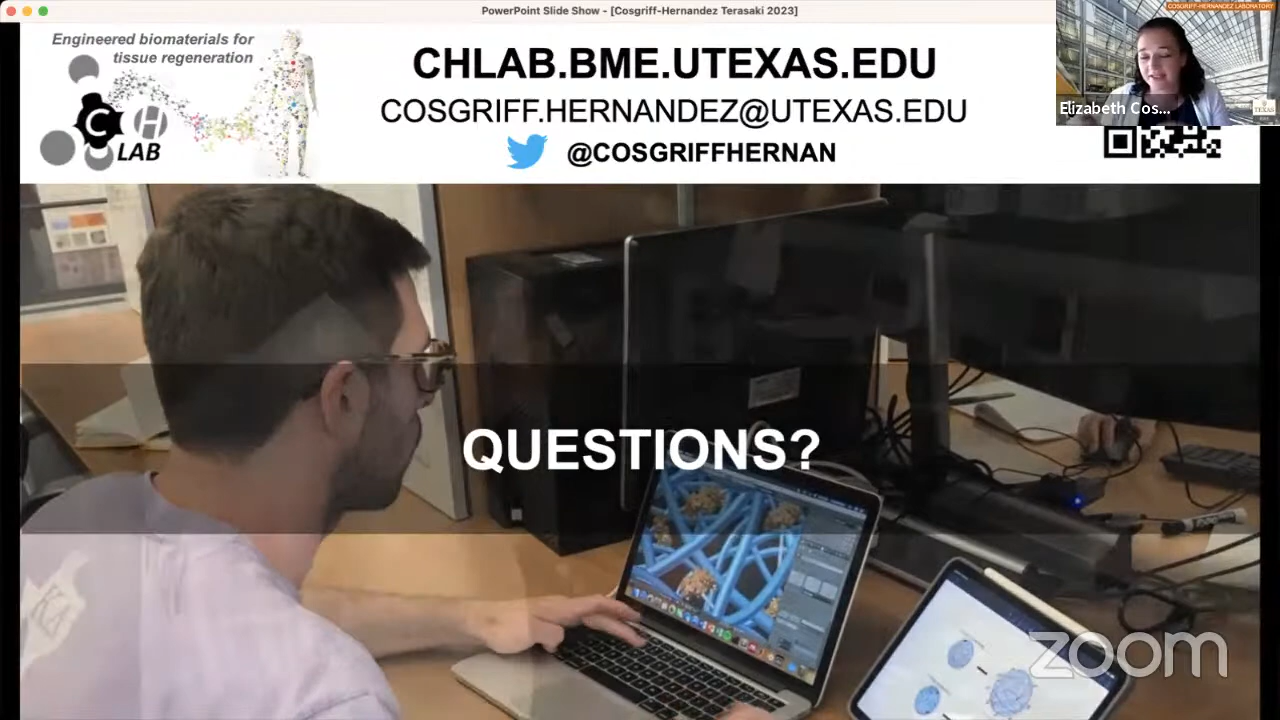 PowerPoint Slide Show - [Cosgriff-Hernandez Terasaki 2023]
COSGRIFF-HERNANDEZ LABORATORY
Engineered biomaterials for
tissue regeneration
C H
LAB
CHLAB.BME.UTEXAS.EDU
COSGRIFF.HERNANDEZ@UTEXAS.EDU
@COSGRIFFHERNAN
Elizabeth Cos...
TEXAS
QUESTIONS?
zoom